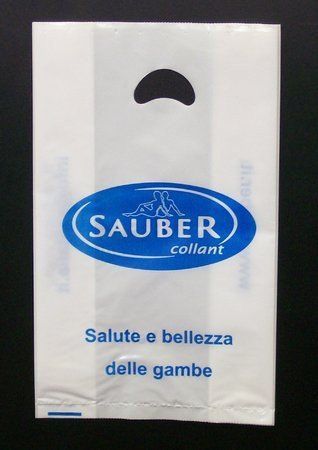 SAUBER
collant
Salute e bellezza
delle gambe